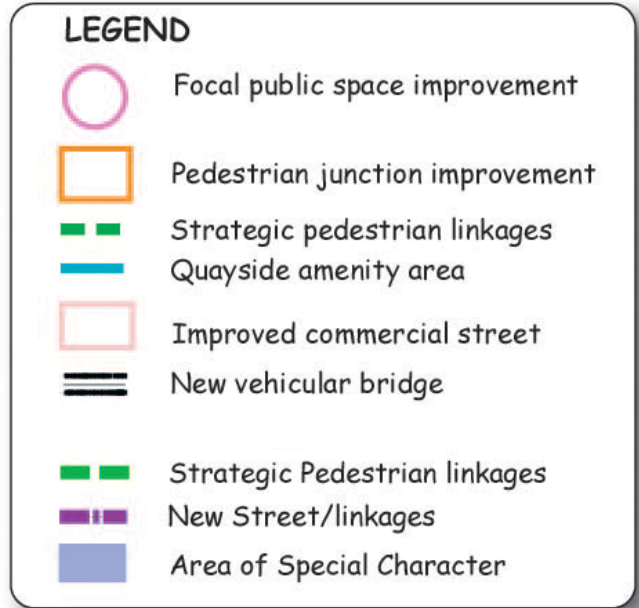 LEGEND
Focal public space improvement
Pedestrian junction improvement
Strategic pedestrian linkages
Quayside amenity area
Improved commercial street
New vehicular bridge
Strategic Pedestrian linkages
New Street/linkages
Area of Special Character